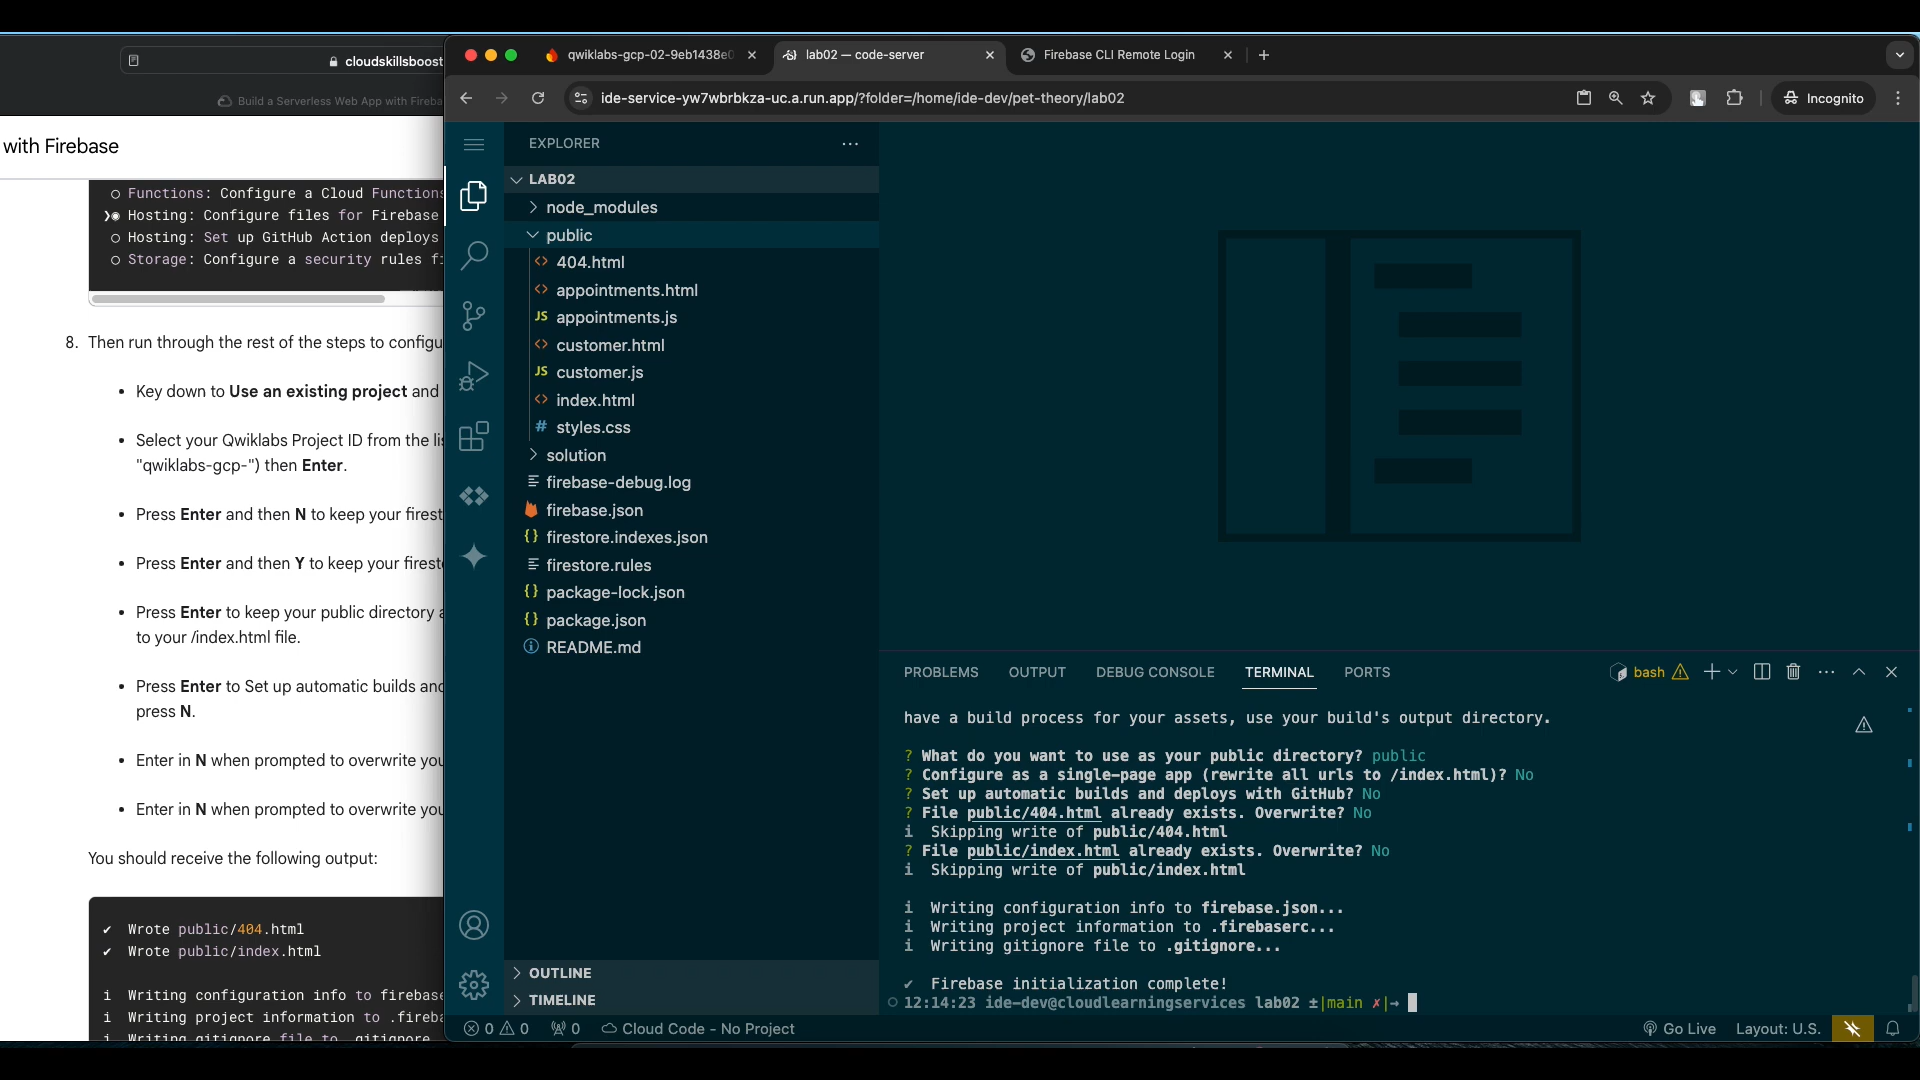 cloudskillsboost
Build a Serverless Web App with Fireba
with Firebase
Functions: Configure a Cloud Functions
Hosting: Configure files for Firebase
Hosting: Set up GitHub Action deploys
Storage: Configure a security rules fi
8. Then run through the rest of the steps to configu
Key down to Use an existing project and
Select your Qwiklabs Project ID from the li
"qwiklabs-gcp-") then Enter.
Press Enter and then N to keep your firest
Press Enter and then Y to keep your firest
Press Enter to keep your public directory a
to your /index.html file.
Press Enter to Set up automatic builds and
press N.
Enter in N when prompted to overwrite you
Enter in N when prompted to overwrite you
You should receive the following output:
✔ Wrote public/404.html
✔ Wrote public/index.html
i Writing configuration info to firebase
i Writing project information to .fireba
i Writing gitignore file to .gitignore
qwiklabs-gcp-02-9eb1438e0
lab02 — code-server
Firebase CLI Remote Login
ide-service-yw7wbrbkza-uc.a.run.app/?folder=/home/ide-dev/pet-theory/lab02
Incognito
EXPLORER
LAB02
node_modules
public
404.html
appointments.html
JS appointments.js
customer.html
JS customer.js
index.html
# styles.css
solution
firebase-debug.log
firebase.json
{} firestore.indexes.json
firestore.rules
{} package-lock.json
{} package.json
README.md
OUTLINE
TIMELINE
PROBLEMS
OUTPUT
DEBUG CONSOLE
TERMINAL
PORTS
bash
have a build process for your assets, use your build's output directory.
? What do you want to use as your public directory? public
? Configure as a single-page app (rewrite all urls to /index.html)? No
? Set up automatic builds and deploys with GitHub? No
? File public/404.html already exists. Overwrite? No
i Skipping write of public/404.html
? File public/index.html already exists. Overwrite? No
i Skipping write of public/index.html
i Writing configuration info to firebase.json...
i Writing project information to .firebaserc...
i Writing gitignore file to .gitignore...
✔ Firebase initialization complete!
12:14:23 ide-dev@cloudlearningservices lab02 ±|main ✗|→
0 0 0 Cloud Code - No Project
Go Live
Layout: U.S.